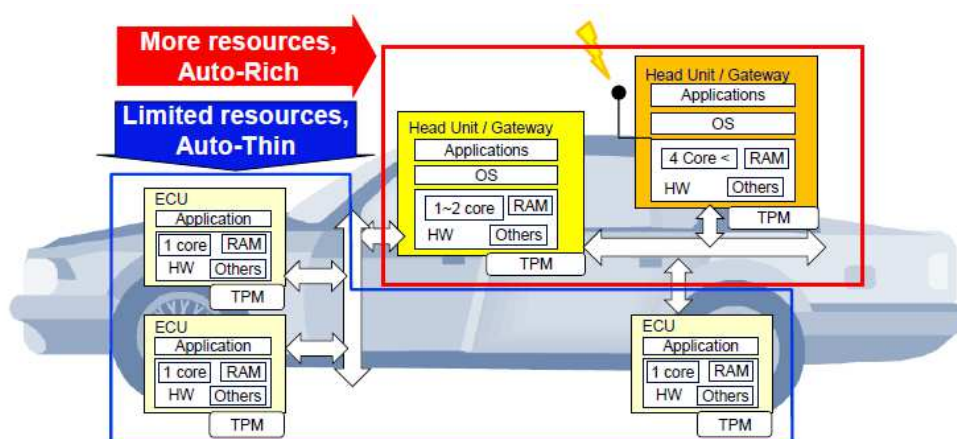 More resources,
Auto-Rich
Limited resources,
Auto-Thin
Head Unit / Gateway
Applications
OS
1~2 core
RAM
HW
Others
TPM
Head Unit / Gateway
Applications
OS
4 Core <
RAM
HW
Others
TPM
ECU
Application
1 core
RAM
HW
Others
TPM
ECU
Application
1 core
RAM
HW
Others
TPM
ECU
Application
1 core
RAM
HW
Others
TPM